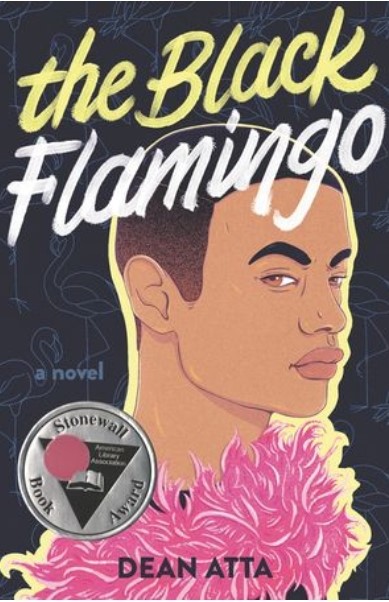 the Black
Flamingo
a novel
Stonewall
American
Library
Association
Book Award
DEAN ATTA